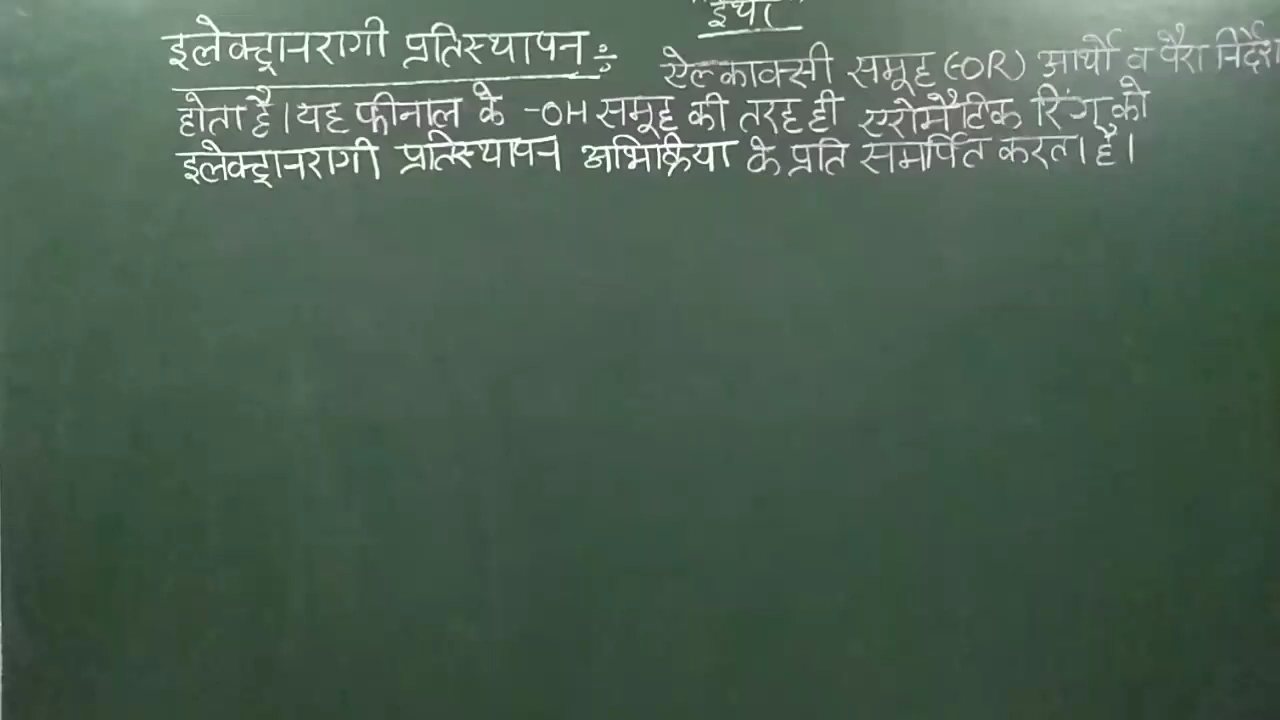 "ईथर"
इलेक्ट्रानरागी प्रतिस्थापन ÷ ऐल्काक्सी समूह (-OR) आर्थो व पैरा निर्देश
होता है। यह फीनाल के -OH समूह की तरह ही एरोमैटिक रिंग को
इलेक्ट्रानरागी प्रतिस्थापन अभिक्रिया के प्रति समर्पित करता है।